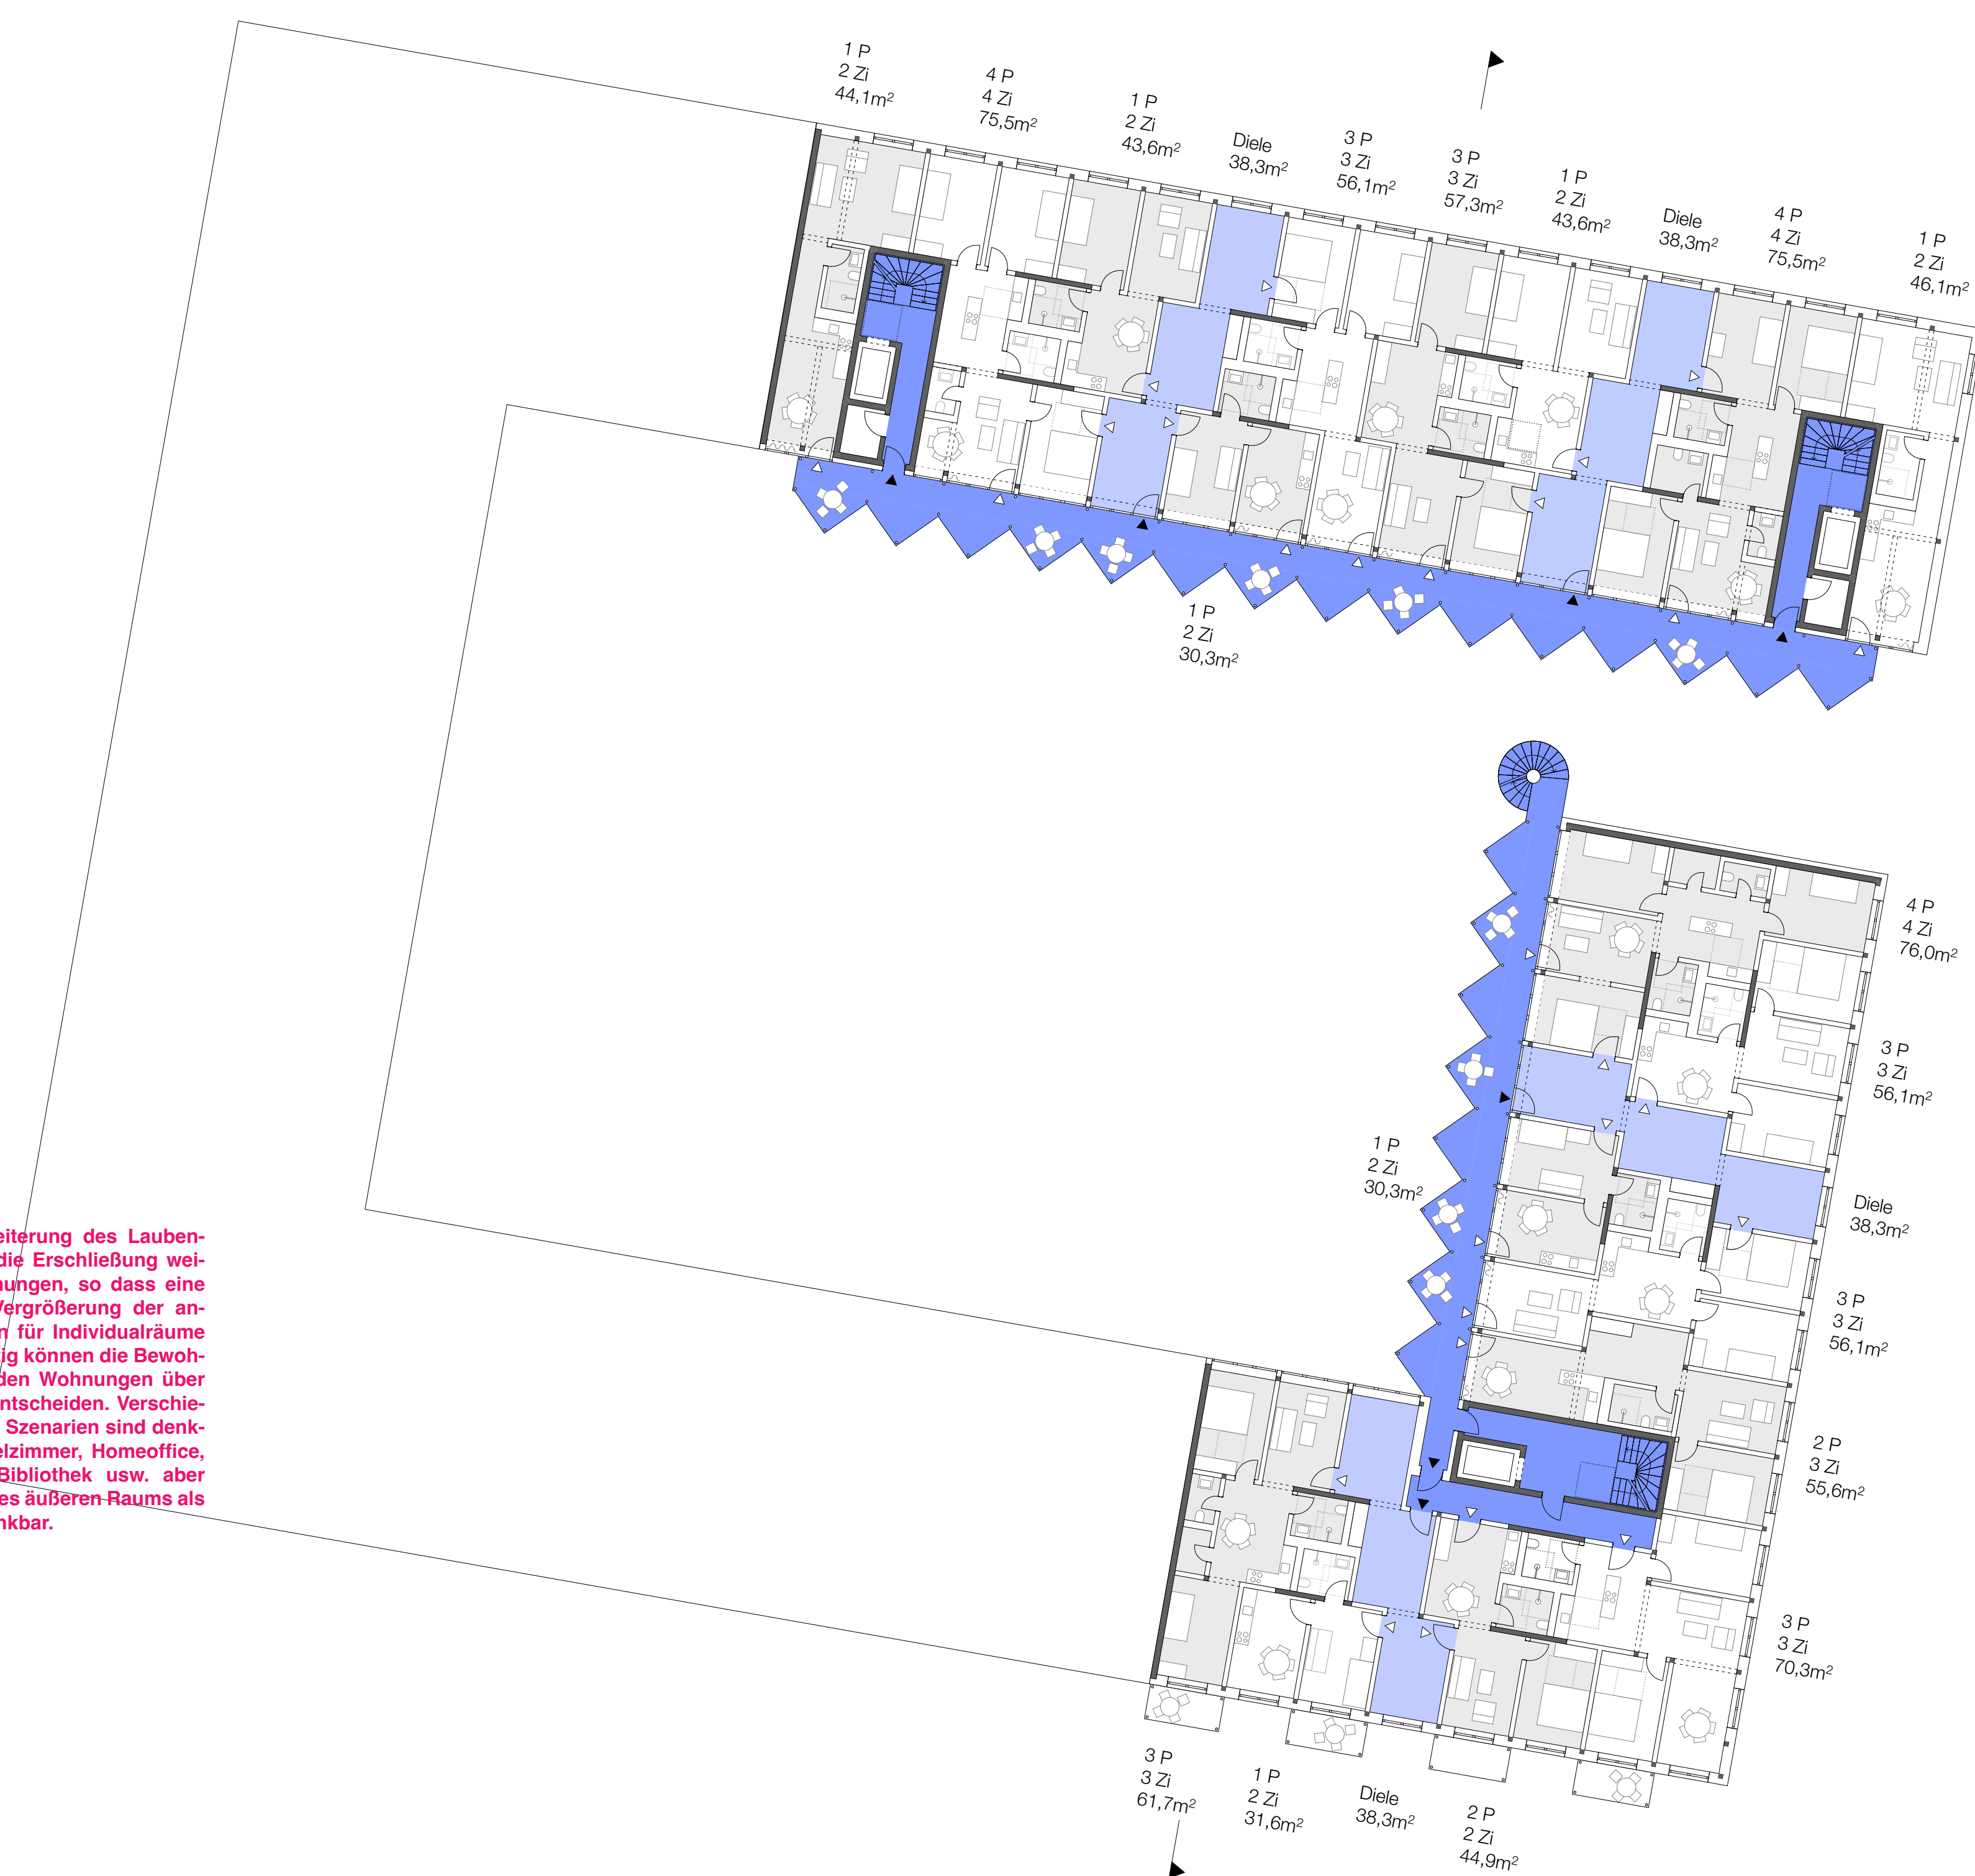 1 P
2 Zi
44,1m²
4 P
4 Zi
75,5m²
1 P
2 Zi
43,6m²
Diele
38,3m²
3 P
3 Zi
56,1m²
3 P
3 Zi
57,3m²
1 P
2 Zi
43,6m²
Diele
38,3m²
4 P
4 Zi
75,5m²
1 P
2 Zi
46,1m²
1 P
2 Zi
30,3m²
4 P
4 Zi
76,0m²
3 P
3 Zi
56,1m²
1 P
2 Zi
30,3m²
Diele
38,3m²
3 P
3 Zi
56,1m²
2 P
3 Zi
55,6m²
3 P
3 Zi
70,3m²
3 P
3 Zi
61,7m²
1 P
2 Zi
31,6m²
Diele
38,3m²
2 P
2 Zi
44,9m²
eiterung des Lauben-
die Erschließung wei-
nungen, so dass eine
Vergrößerung der an-
n für Individualräume
ig können die Bewoh-
den Wohnungen über
ntscheiden. Verschie-
Szenarien sind denk-
elzimmer, Homeoffice,
Bibliothek usw. aber
es äußeren Raums als
nkbar.